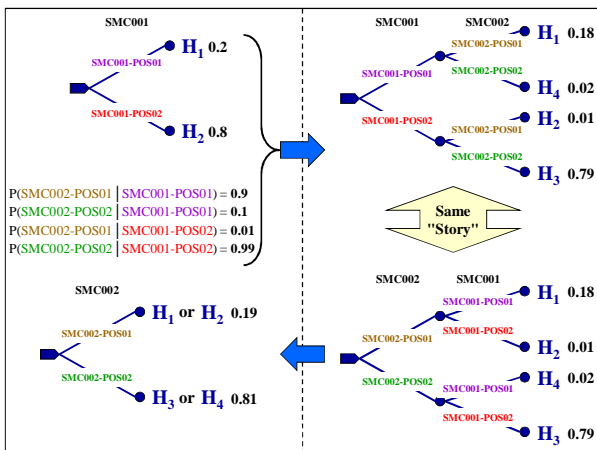 SMC001
H1 0.2
SMC001-POS01
SMC001-POS02
H2 0.8
P(SMC002-POS01 | SMC001-POS01) = 0.9
P(SMC002-POS02 | SMC001-POS01) = 0.1
P(SMC002-POS01 | SMC001-POS02) = 0.01
P(SMC002-POS02 | SMC001-POS02) = 0.99
SMC001 SMC002
H1 0.18
SMC002-POS01
SMC001-POS01
SMC002-POS02
H4 0.02
H2 0.01
SMC001-POS02
SMC002-POS01
SMC002-POS02
H3 0.79
Same
"Story"
SMC002
H1 or H2 0.19
SMC002-POS01
SMC002-POS02
H3 or H4 0.81
SMC002 SMC001
H1 0.18
SMC001-POS01
SMC002-POS01
SMC001-POS02
H2 0.01
H4 0.02
SMC002-POS02
SMC001-POS01
SMC001-POS02
H3 0.79